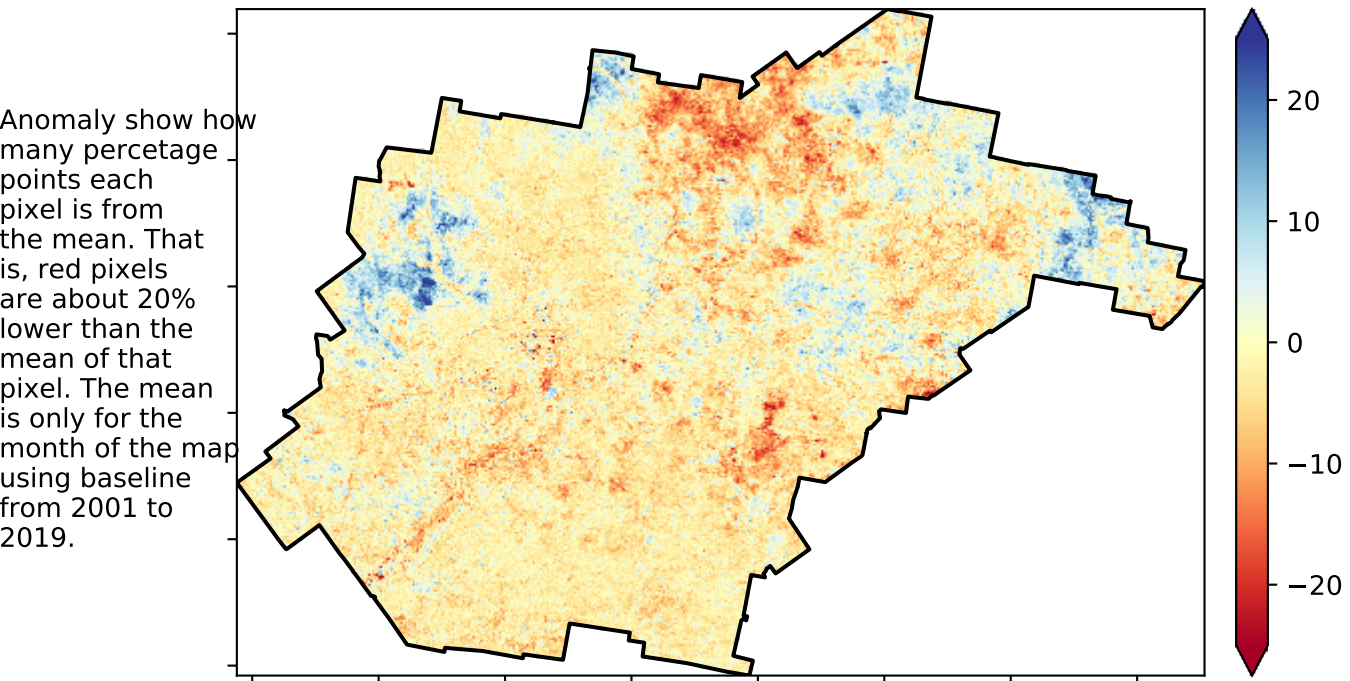 Anomaly show how
many percetage
points each
pixel is from
the mean. That
is, red pixels
are about 20%
lower than the
mean of that
pixel. The mean
is only for the
month of the map
using baseline
from 2001 to
2019.
20
10
0
−10
−20